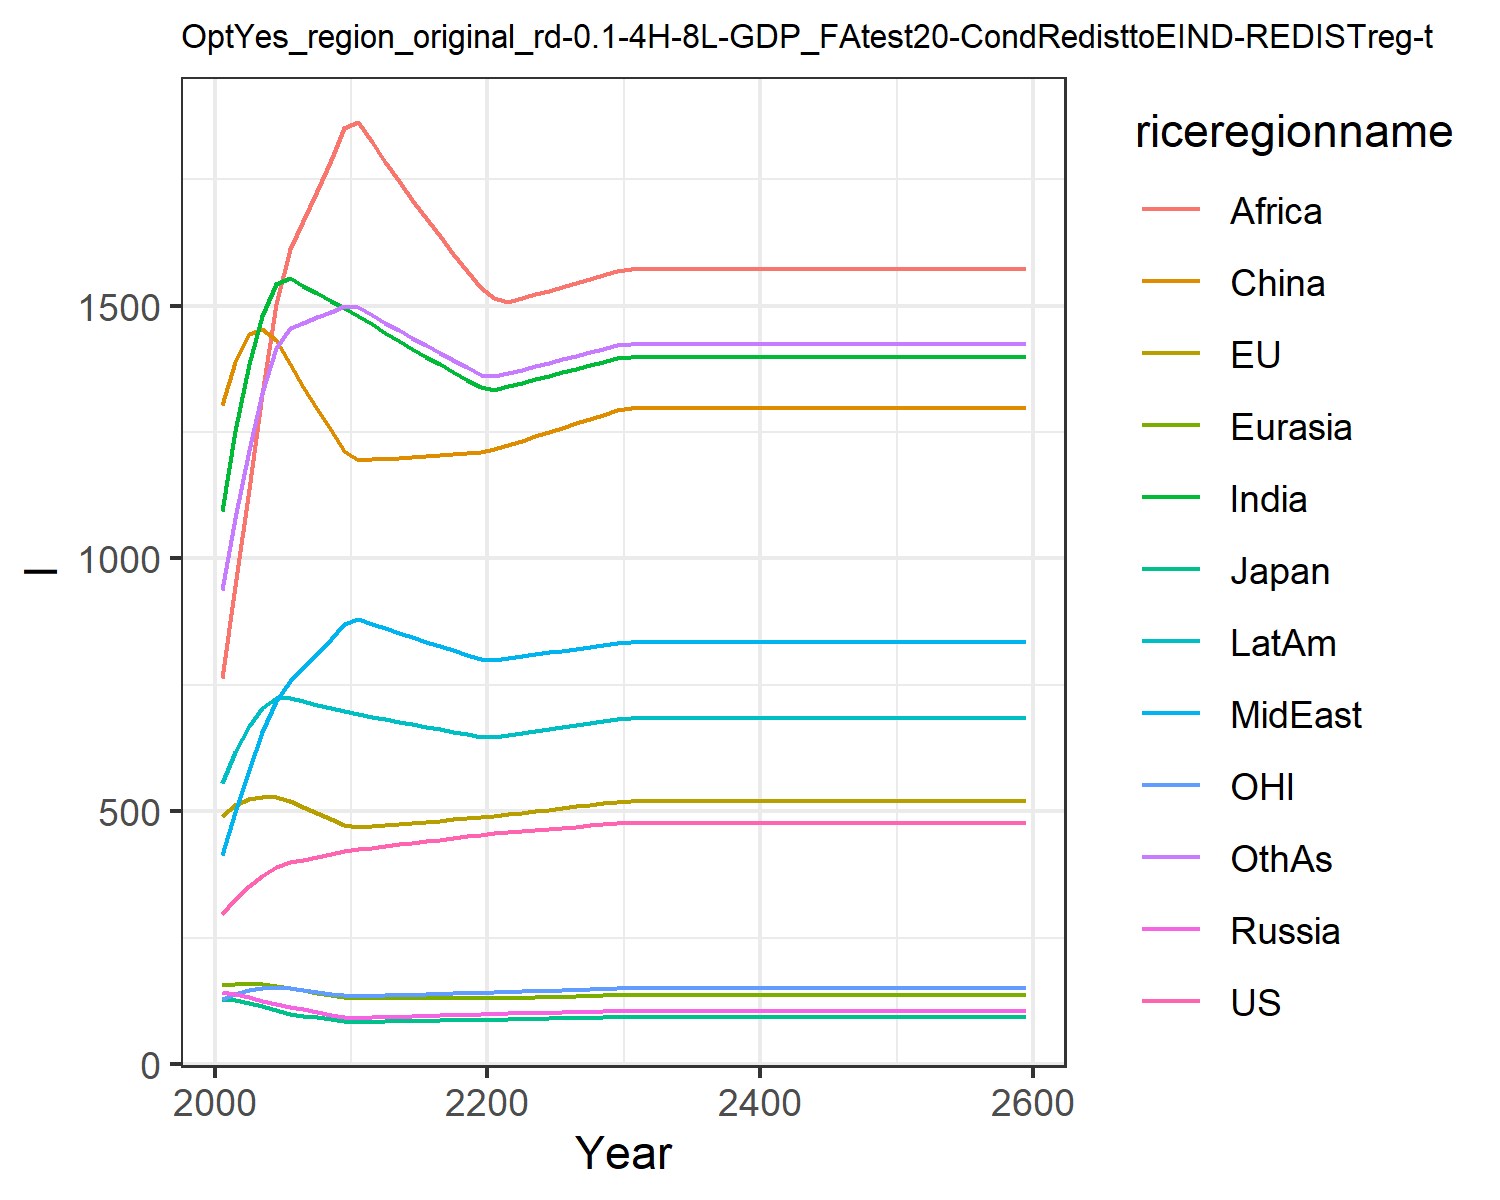 OptYes_region_original_rd-0.1-4H-8L-GDP_FAtest20-CondRedisttoEIND-REDISTreg-t
riceregionname
Africa
China
EU
Eurasia
India
Japan
LatAm
MidEast
OHI
OthAs
Russia
US
l
1500
1000
500
0
2000 2200 2400 2600
Year